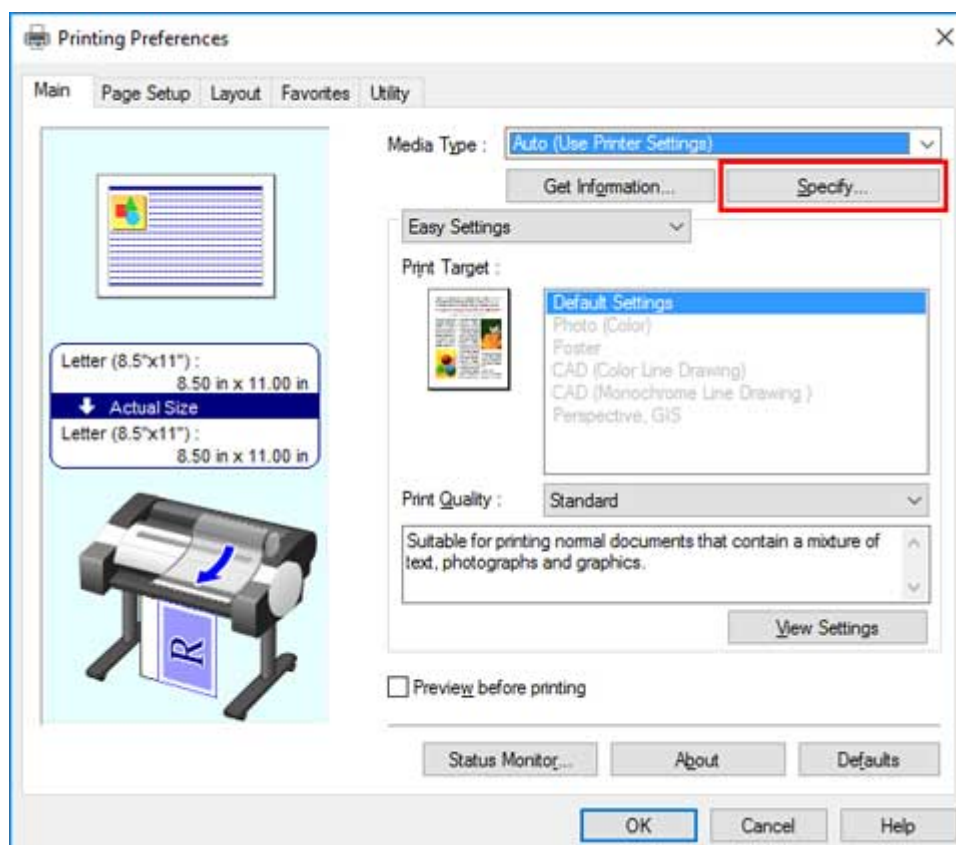 Printing Preferences
Main Page Setup Layout Favorites Utility
Media Type : Auto (Use Printer Settings)
Get Information... Specify...
Easy Settings
Print Target :
Default Settings
Photo (Color)
Poster
CAD (Color Line Drawing)
CAD (Monochrome Line Drawing )
Perspective, GIS
Letter (8.5"x11") :
8.50 in x 11.00 in
Actual Size
Letter (8.5"x11") :
8.50 in x 11.00 in
R
Print Quality : Standard
Suitable for printing normal documents that contain a mixture of
text, photographs and graphics.
View Settings
Preview before printing
Status Monitor... About Defaults
OK Cancel Help